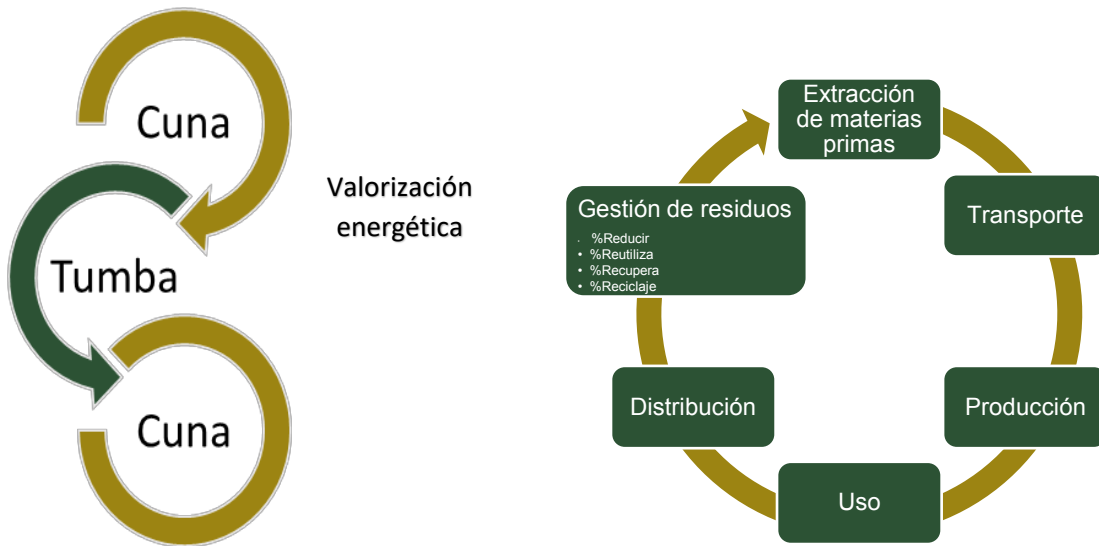 Cuna
Tumba
Cuna
Valorización
energética
Extracción
de materias
primas
Transporte
Producción
Uso
Distribución
Gestión de residuos
. %Reducir
• %Reutiliza
• %Recupera
• %Reciclaje